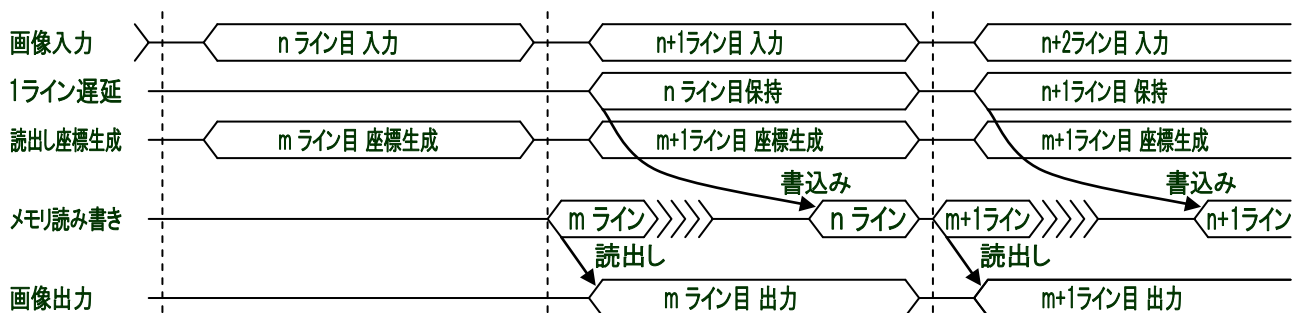 画像入力 n ライン目 入力 n+1ライン目 入力 n+2ライン目 入力
1ライン遅延 n ライン目保持 n+1ライン目 保持
読出し座標生成 m ライン目 座標生成 m+1ライン目 座標生成 m+1ライン目 座標生成
書込み 書込み
メモリ読み書き m ライン n ライン m+1ライン n+1ライン
読出し 読出し
画像出力 m ライン目 出力 m+1ライン目 出力